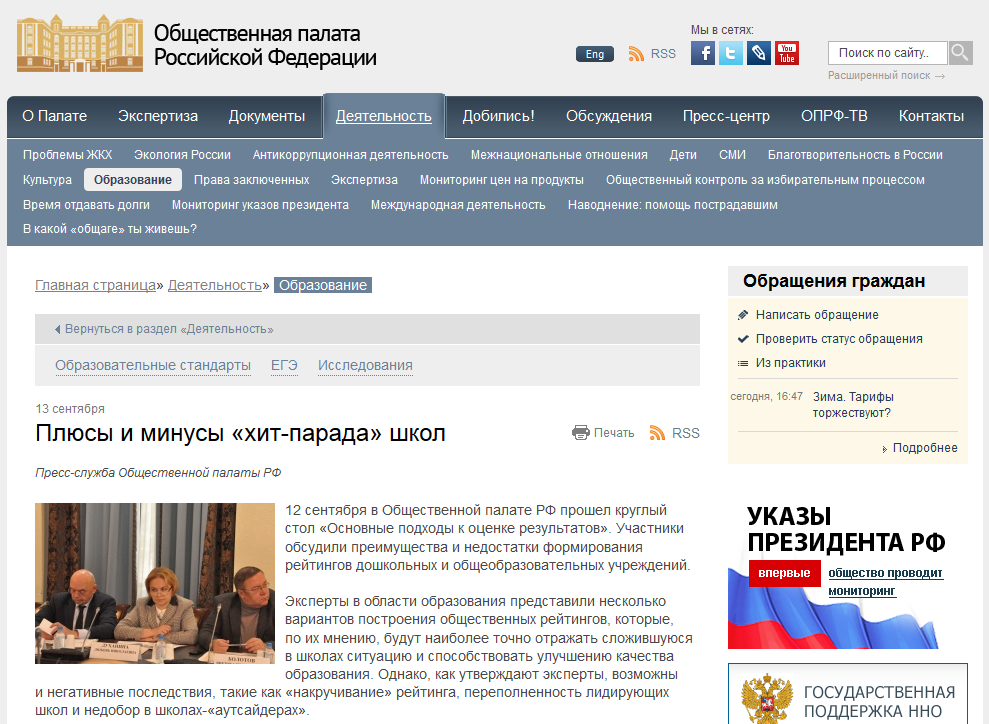 Общественная палата
Российской Федерации
Мы в сетях:
Eng
RSS
You
Tube
Поиск по сайту..
Расширенный поиск →
О Палате Экспертиза Документы Деятельность Добились! Обсуждения Пресс-центр ОПРФ-ТВ Контакты
Проблемы ЖКХ Экология России Антикоррупционная деятельность Межнациональные отношения Дети СМИ Благотворительность в России
Культура Образование Права заключенных Экспертиза Мониторинг цен на продукты Общественный контроль за избирательным процессом
Время отдавать долги Мониторинг указов президента Международная деятельность Наводнение: помощь пострадавшим
В какой «общаге» ты живешь?
Главная страница» Деятельность» Образование
Вернуться в раздел «Деятельность»
Образовательные стандарты ЕГЭ Исследования
13 сентября
Плюсы и минусы «хит-парада» школ
Печать RSS
Пресс-служба Общественной палаты РФ
12 сентября в Общественной палате РФ прошел круглый
стол «Основные подходы к оценке результатов». Участники
обсудили преимущества и недостатки формирования
рейтингов дошкольных и общеобразовательных учреждений.
Эксперты в области образования представили несколько
вариантов построения общественных рейтингов, которые,
по их мнению, будут наиболее точно отражать сложившуюся
в школах ситуацию и способствовать улучшению качества
образования. Однако, как утверждают эксперты, возможны
и негативные последствия, такие как «накручивание» рейтинга, переполненность лидирующих
школ и недобор в школах-«аутсайдерах».
ДУХАНИНА
БОЛОТОВ
Обращения граждан
Написать обращение
Проверить статус обращения
Из практики
сегодня, 16:47 Зима. Тарифы
торжествуют?
Подробнее
УКАЗЫ
ПРЕЗИДЕНТА РФ
впервые общество проводит
мониторинг
ГОСУДАРСТВЕННАЯ
ПОДДЕРЖКА ННО